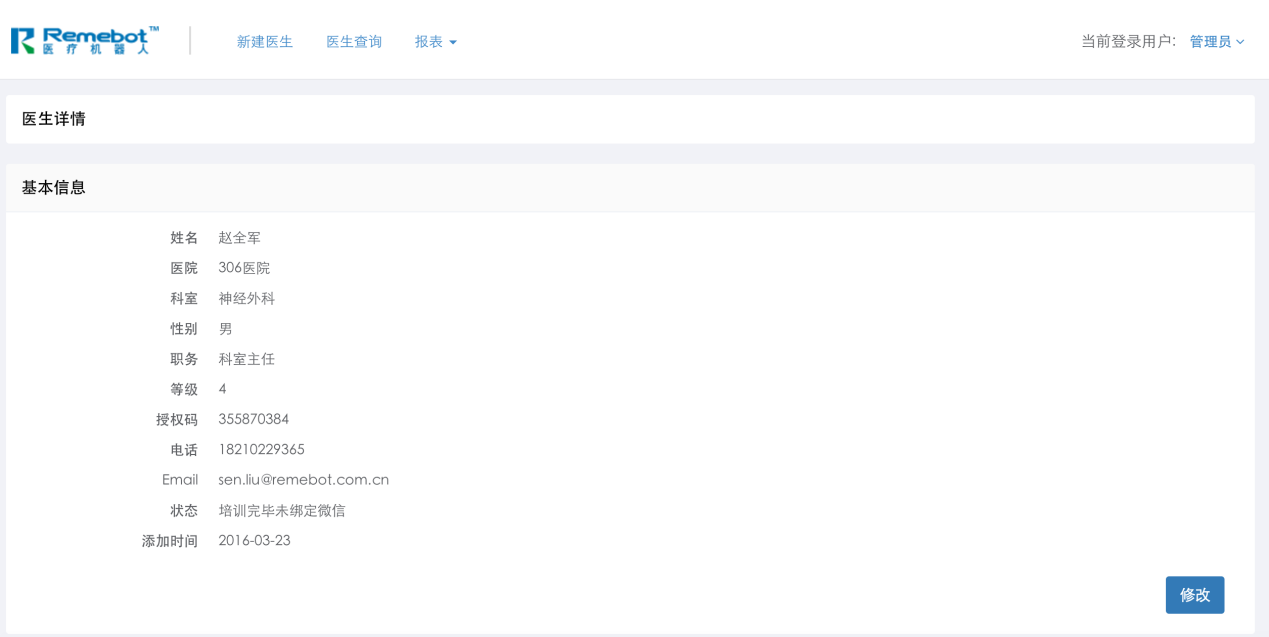 Remebot™ 医疗机器人 新建医生 医生查询 报表 当前登录用户: 管理员
医生详情
基本信息
姓名 赵全军
医院 306医院
科室 神经外科
性别 男
职务 科室主任
等级 4
授权码 355870384
电话 18210229365
Email sen.liu@remebot.com.cn
状态 培训完毕未绑定微信
添加时间 2016-03-23
修改